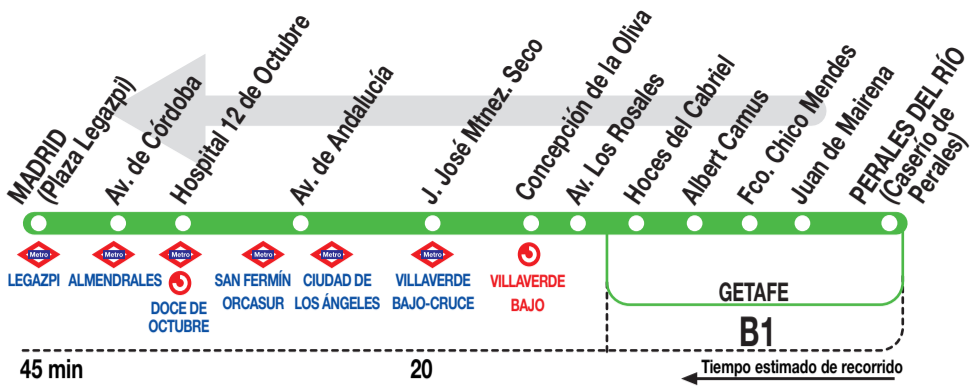 MADRID
(Plaza Legazpi)
Av. de Córdoba
Hospital 12 de Octubre
Av. de Andalucía
J. José Mtnez. Seco
Concepción de la Oliva
Av. Los Rosales
Hoces del Cabriel
Albert Camus
Fco. Chico Mendes
Juan de Mairena
PERALES DEL RÍO
(Caserío de
Perales)
Metro
LEGAZPI
Metro
ALMENDRALES
Metro
DOCE DE
OCTUBRE
Metro
SAN FERMÍN
ORCASUR
Metro
CIUDAD DE
LOS ÁNGELES
Metro
VILLAVERDE
BAJO-CRUCE
VILLAVERDE
BAJO
GETAFE
B1
45 min
20
Tiempo estimado de recorrido